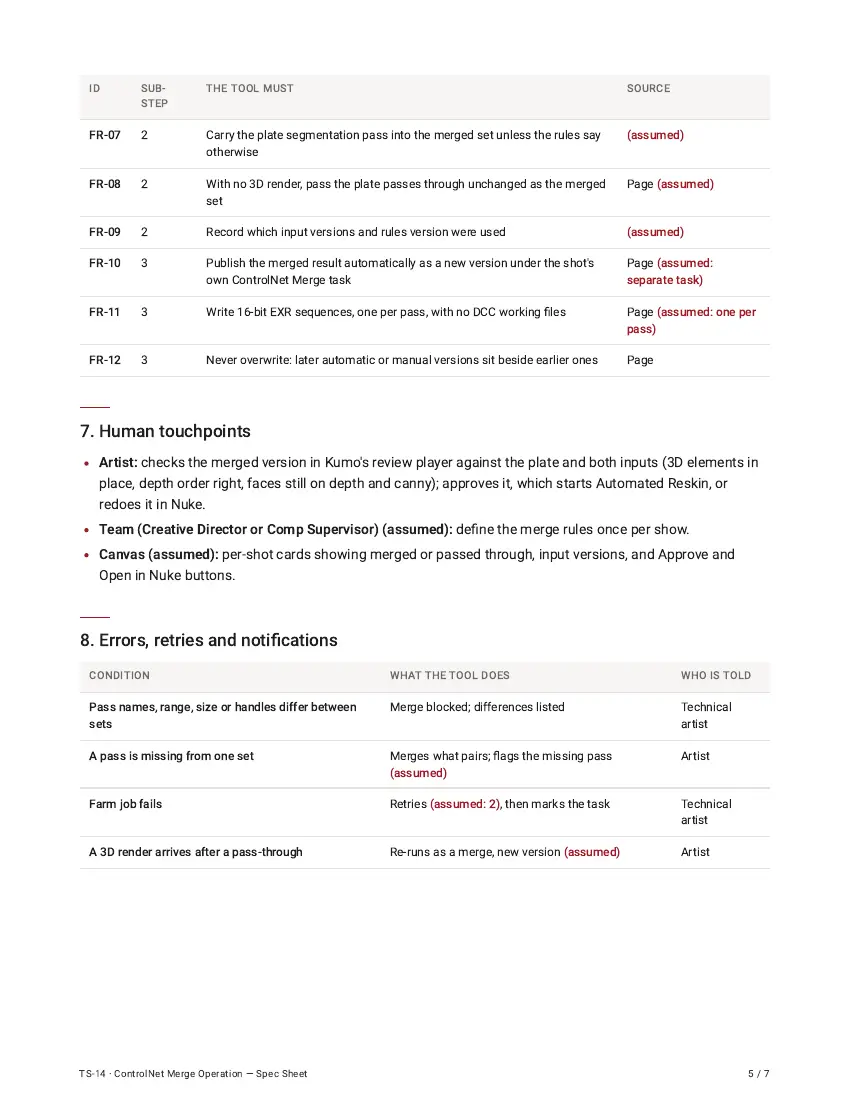 ID SUB-STEP THE TOOL MUST SOURCE
FR-07 2 Carry the plate segmentation pass into the merged set unless the rules say (assumed)
otherwise
FR-08 2 With no 3D render, pass the plate passes through unchanged as the merged Page (assumed)
set
FR-09 2 Record which input versions and rules version were used (assumed)
FR-10 3 Publish the merged result automatically as a new version under the shot's Page (assumed:
own ControlNet Merge task separate task)
FR-11 3 Write 16-bit EXR sequences, one per pass, with no DCC working files Page (assumed: one per
pass)
FR-12 3 Never overwrite: later automatic or manual versions sit beside earlier ones Page
7. Human touchpoints
• Artist: checks the merged version in Kumo's review player against the plate and both inputs (3D elements in
place, depth order right, faces still on depth and canny); approves it, which starts Automated Reskin, or
redoes it in Nuke.
• Team (Creative Director or Comp Supervisor) (assumed): define the merge rules once per show.
• Canvas (assumed): per-shot cards showing merged or passed through, input versions, and Approve and
Open in Nuke buttons.
8. Errors, retries and notifications
CONDITION WHAT THE TOOL DOES WHO IS TOLD
Pass names, range, size or handles differ between Merge blocked; differences listed Technical
sets artist
A pass is missing from one set Merges what pairs; flags the missing pass Artist
(assumed)
Farm job fails Retries (assumed: 2), then marks the task Technical
artist
A 3D render arrives after a pass-through Re-runs as a merge, new version (assumed) Artist
TS-14 · ControlNet Merge Operation — Spec Sheet 5 / 7